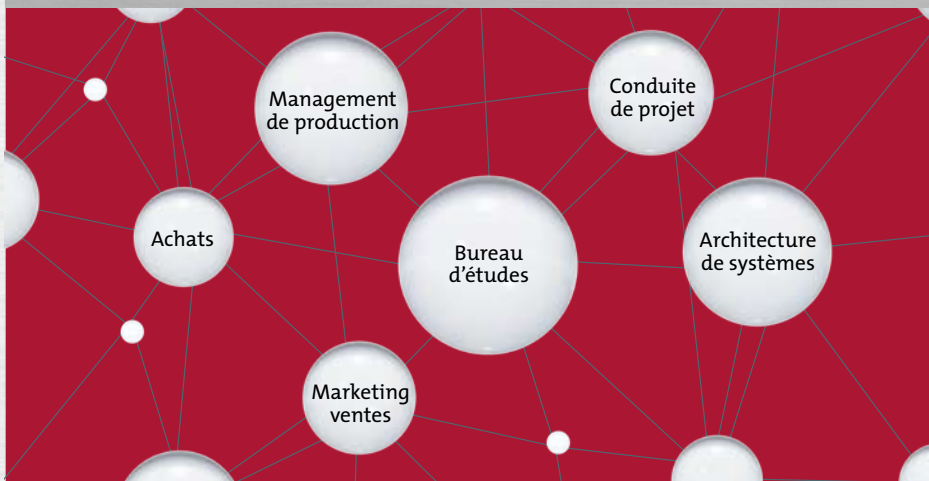 Management
de production
Conduite
de projet
Achats
Bureau
d’études
Architecture
de systèmes
Marketing
ventes